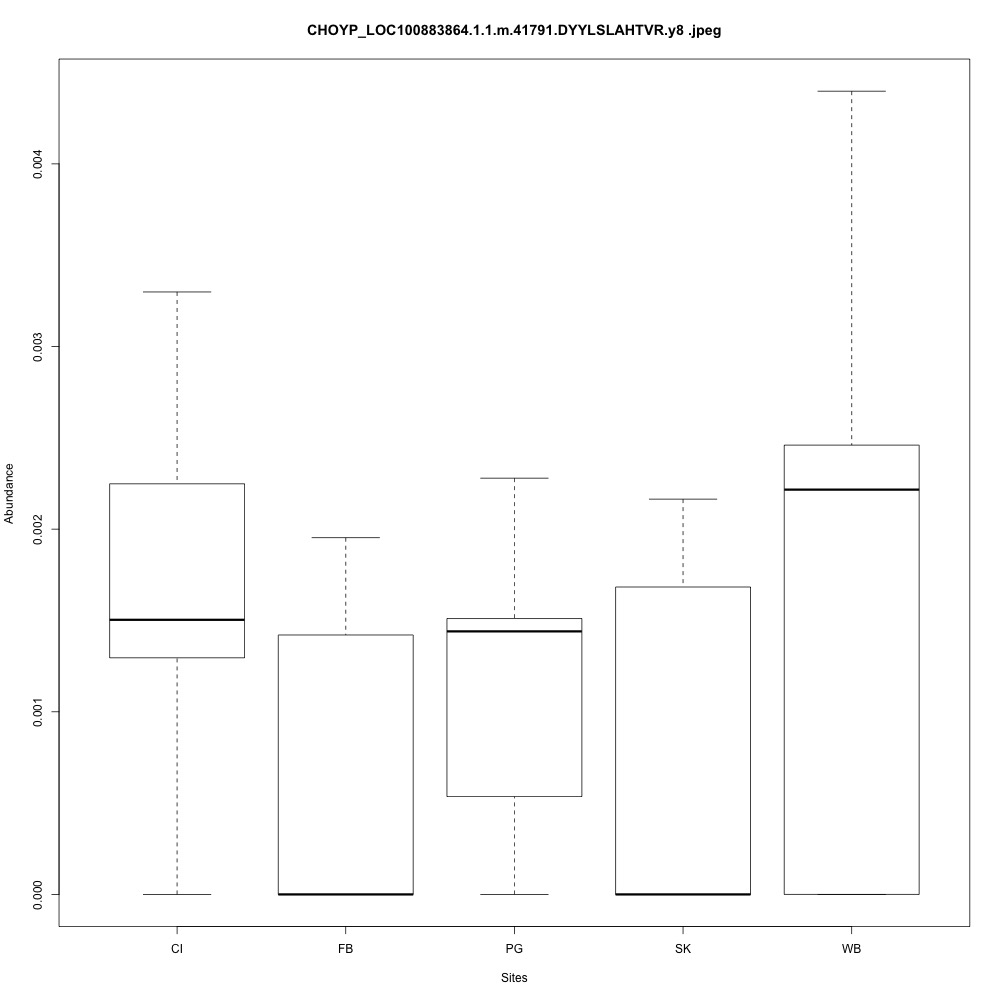 CHOYP_LOC100883864.1.1.m.41791.DYYLSLAHTVR.y8 .jpeg
Abundance
0.004
0.003
0.002
0.001
0.000
CI FB PG SK WB
Sites